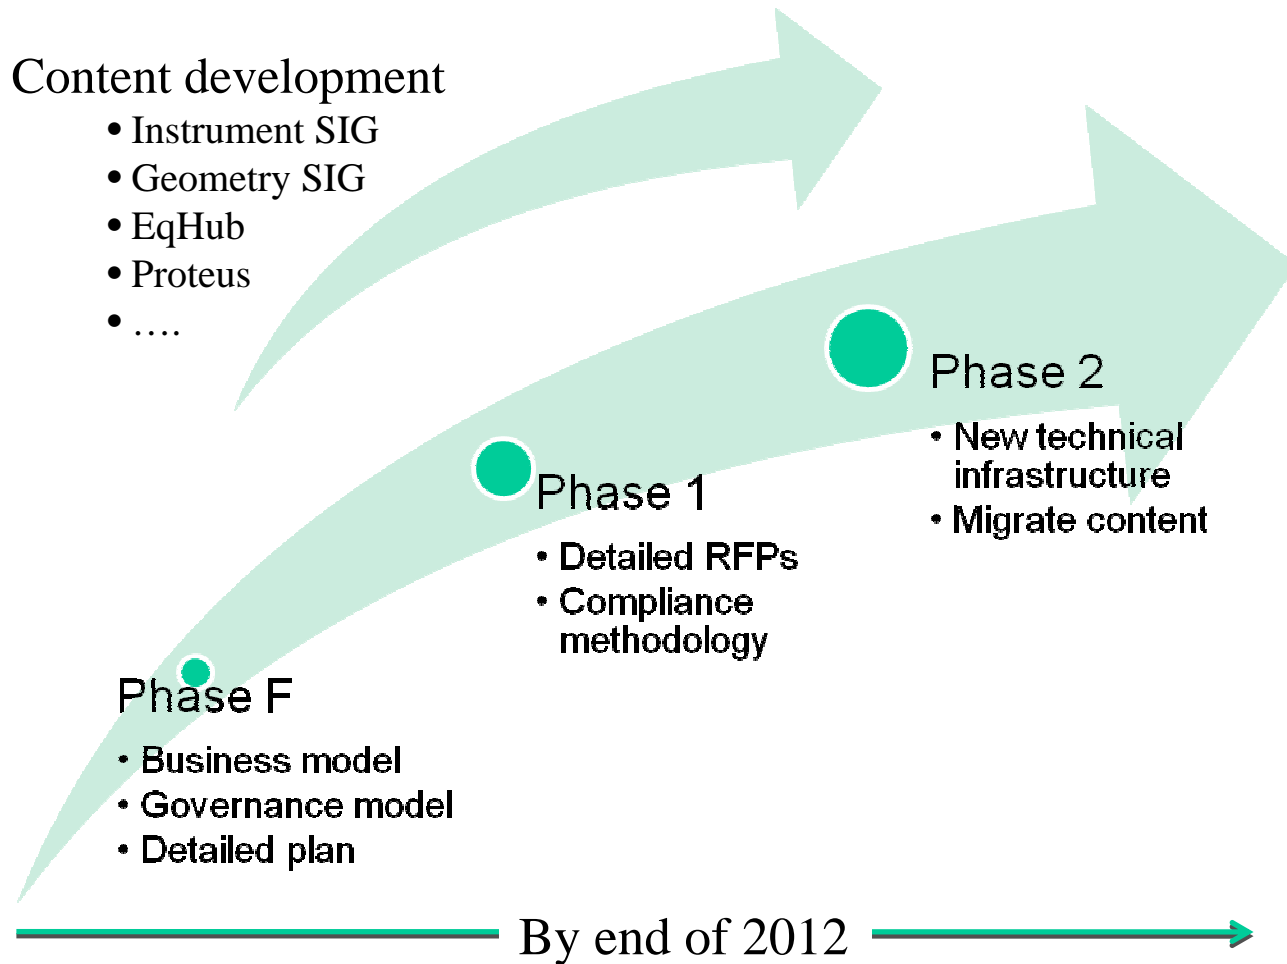 Content development
• Instrument SIG
• Geometry SIG
• EqHub
• Proteus
• ….
Phase 2
• New technical
infrastructure
• Migrate content
Phase 1
• Detailed RFPs
• Compliance
methodology
Phase F
• Business model
• Governance model
• Detailed plan
By end of 2012